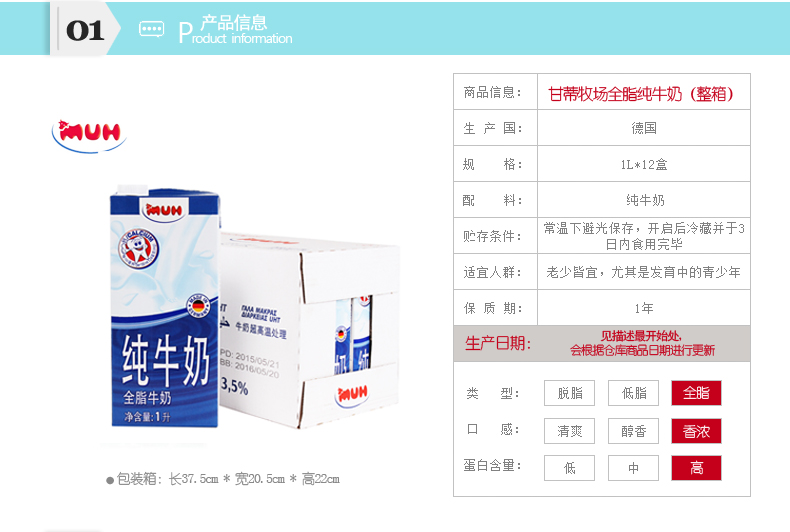 01
产品信息
Product information
商品信息： 甘蒂牧场全脂纯牛奶（整箱）
生 产 国： 德国
规 格： 1L*12盒
配 料： 纯牛奶
贮存条件： 常温下避光保存，开启后冷藏并于3
日内食用完毕
适宜人群： 老少皆宜，尤其是发育中的青少年
保 质 期： 1年
生产日期： 见描述最开始处，
会根据仓库商品日期进行更新
类 型： 脱脂 低脂 全脂
口 感： 清爽 醇香 香浓
蛋白含量： 低 中 高
MUH
MUH
CALCIUM
MADE IN
GERMANY
纯牛奶
全脂牛奶
净含量:1升
ΓΑΛΑ ΜΑΚΡΑΣ
ΔΙΑΡΚΕΙΑΣ UHT
牛奶超高温处理
PD: 2015/05/21
BB: 2016/05/20
3,5%
纯牛奶
MUH
●包装箱：长37.5cm * 宽20.5cm * 高22cm